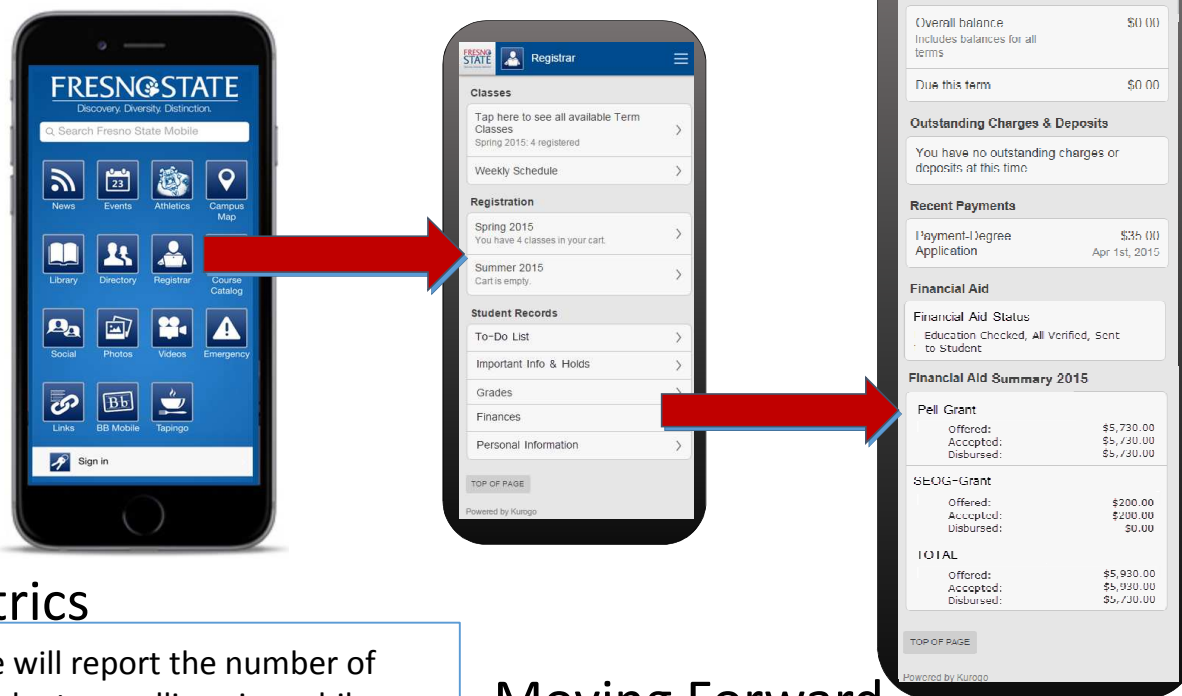 FRESNO STATE
Discovery. Diversity. Distinction.
Search Fresno State Mobile
News
Events
Athletics
Campus
Map
23
Library
Directory
Registrar
Course
Catalog
Social
Photos
Videos
Emergency
Bb
Links
BB Mobile
Tapingo
Sign in
FRESNO
STATE
Registrar
Classes
Tap here to see all available Term
Classes
Spring 2015: 4 registered
Weekly Schedule
Registration
Spring 2015
You have 4 classes in your cart.
Summer 2015
Cart is empty.
Student Records
To-Do List
Important Info & Holds
Grades
Finances
Personal Information
TOP OF PAGE
Powered by Kurogo
Overall balance $0.00
Includes balances for all
terms
Due this term $0.00
Outstanding Charges & Deposits
You have no outstanding charges or
deposits at this time
Recent Payments
Payment-Degree $35.00
Application Apr 1st, 2015
Financial Aid
Financial Aid Status
Education Checked, All Verified, Sent
to Student
Financial Aid Summary 2015
Pell Grant
Offered: $5,730.00
Accepted: $5,730.00
Disbursed: $5,730.00
SEOG-Grant
Offered: $200.00
Accepted: $200.00
Disbursed: $0.00
TOTAL
Offered: $5,930.00
Accepted: $5,930.00
Disbursed: $5,730.00
TOP OF PAGE
Powered by Kurogo
trics
will report the number of
Moving Forward